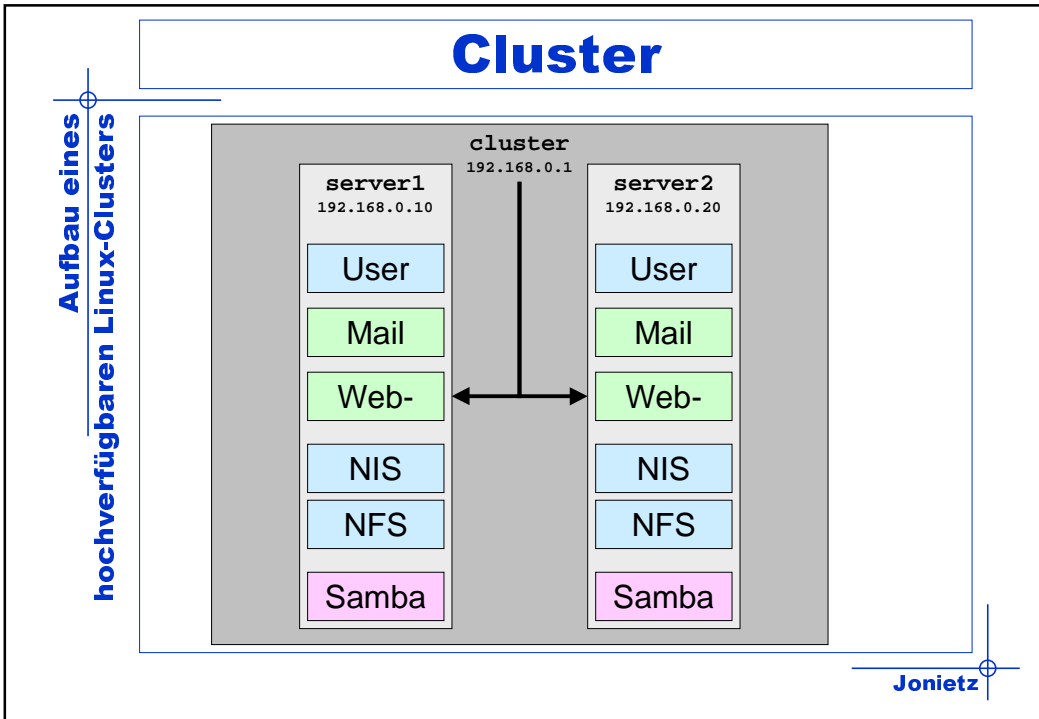 Cluster
Aufbau eines
hochverfügbaren Linux-Clusters
cluster
192.168.0.1
server1
192.168.0.10
User
Mail
Web-
NIS
NFS
Samba
server2
192.168.0.20
User
Mail
Web-
NIS
NFS
Samba
Jonietz